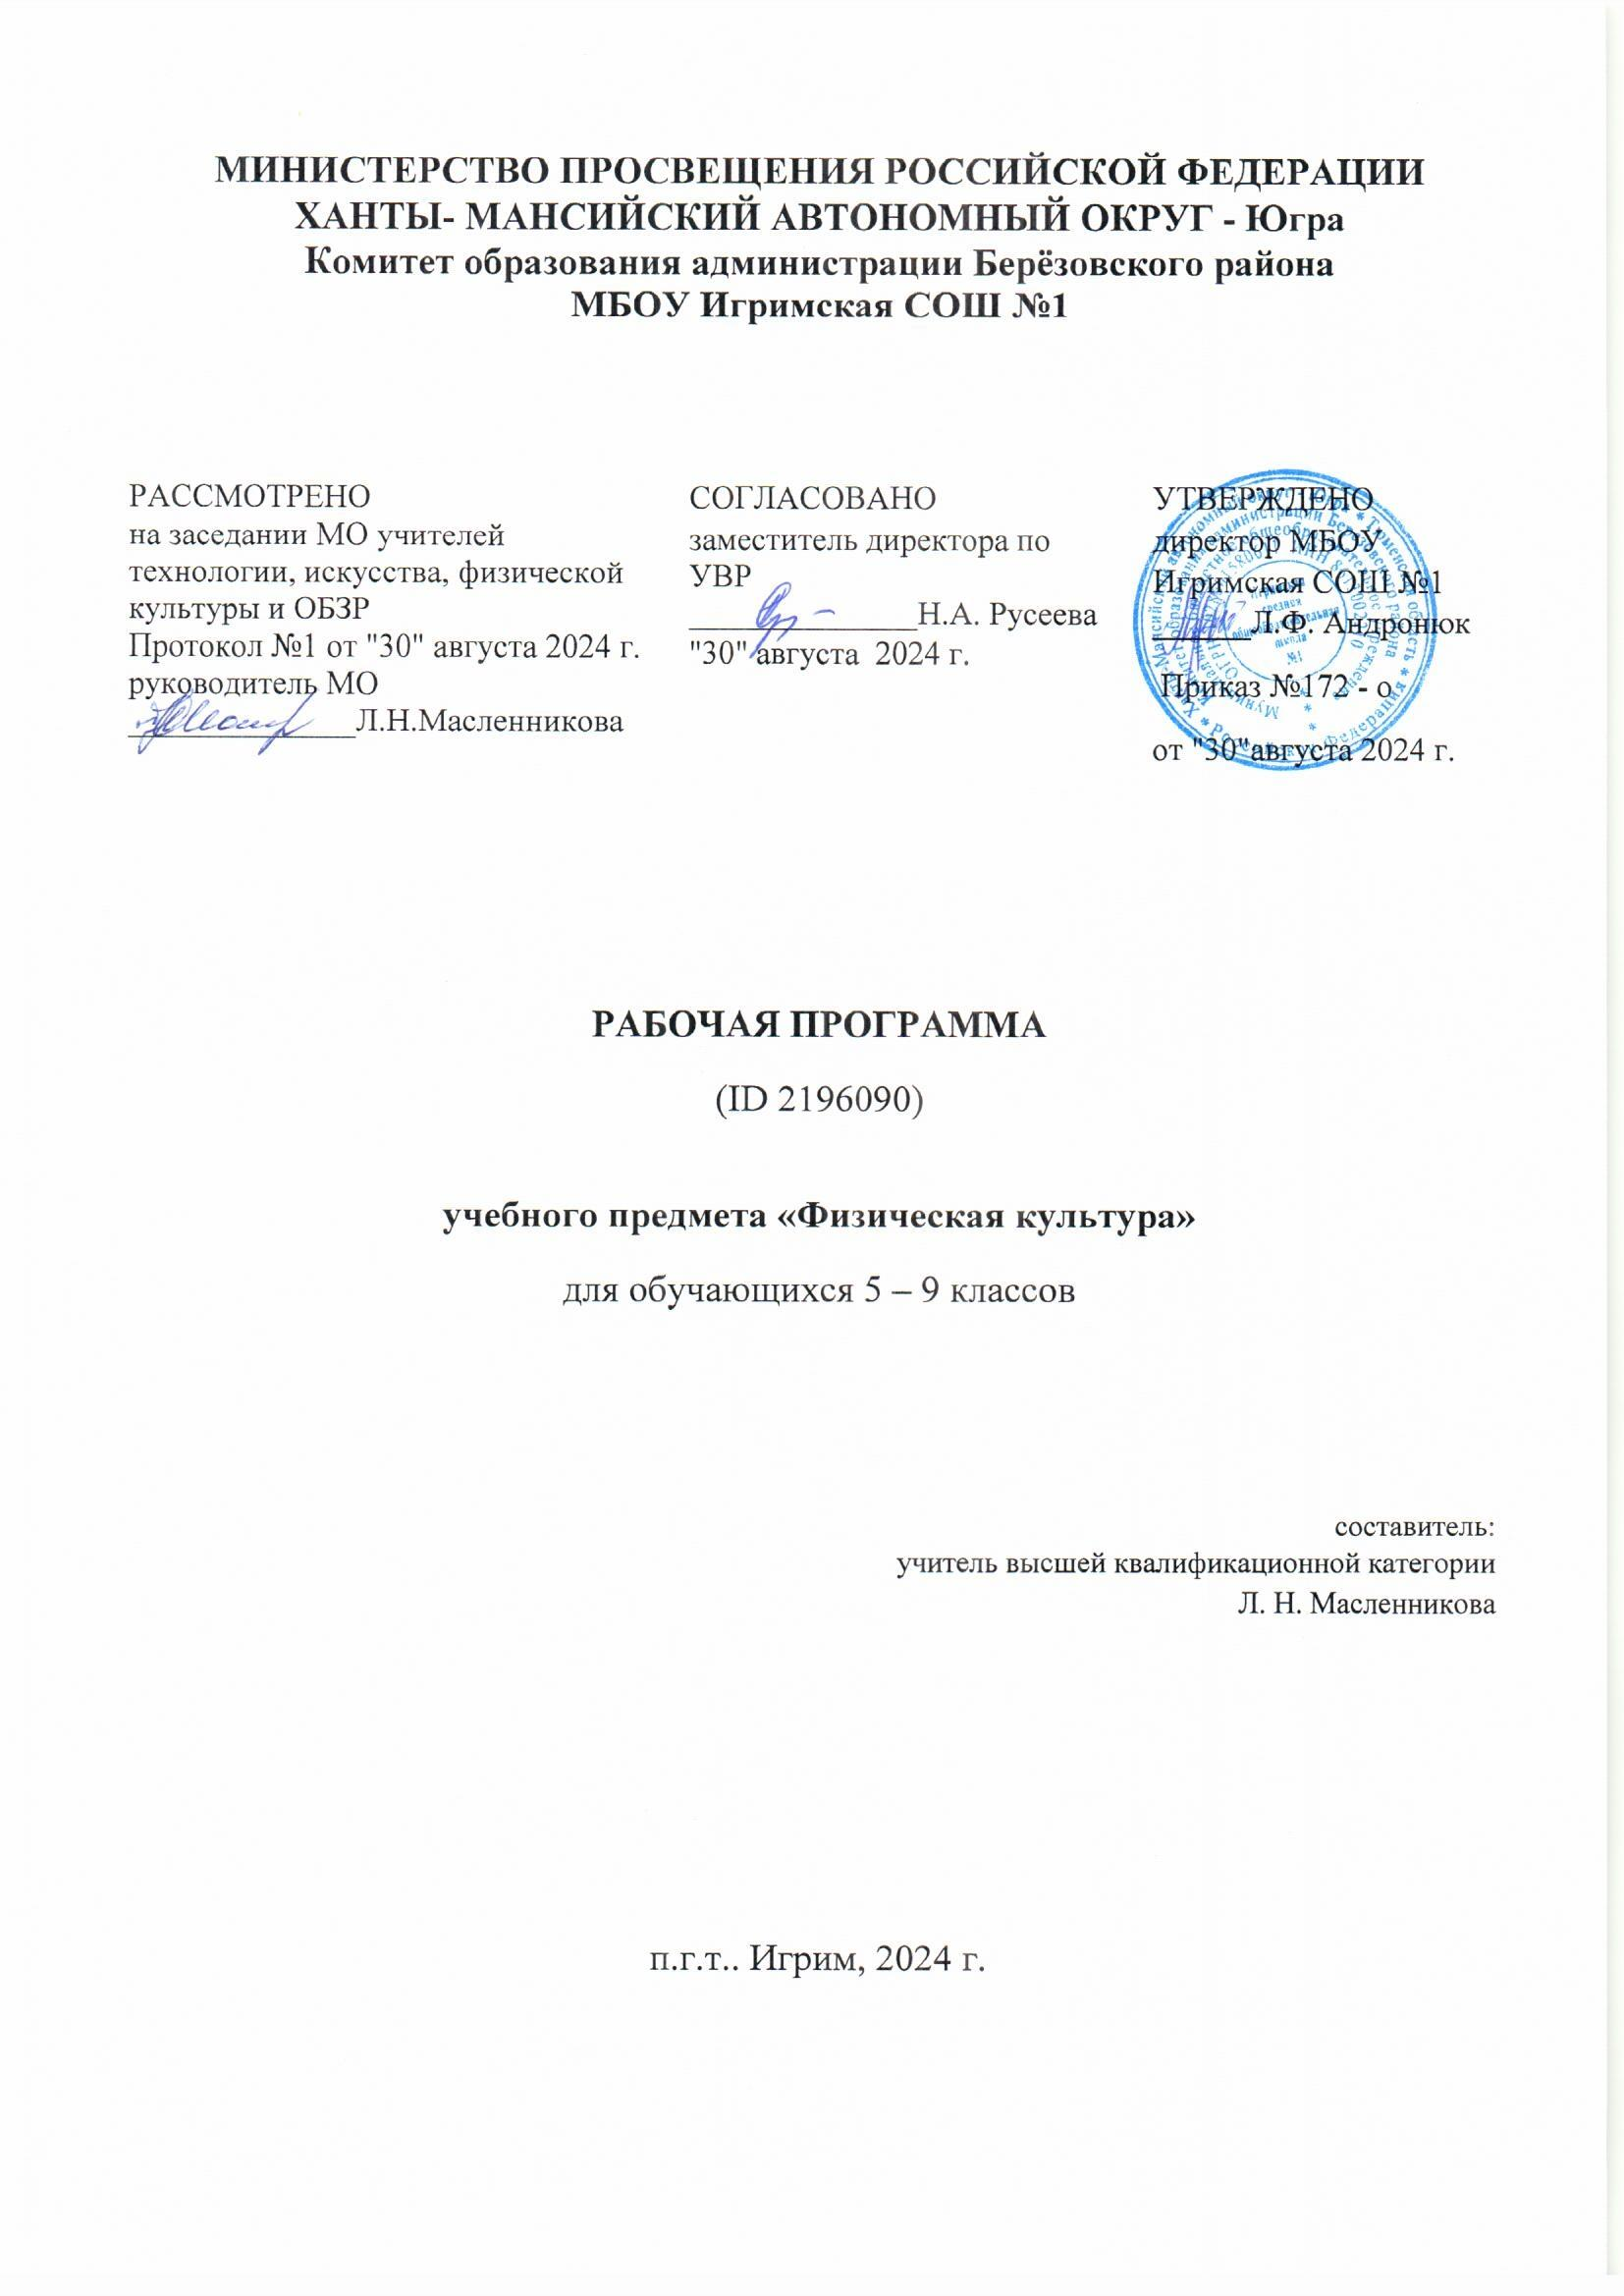 МИНИСТЕРСТВО ПРОСВЕЩЕНИЯ РОССИЙСКОЙ ФЕДЕРАЦИИ
ХАНТЫ- МАНСИЙСКИЙ АВТОНОМНЫЙ ОКРУГ - Югра
Комитет образования администрации Берёзовского района
МБОУ Игримская СОШ №1
РАССМОТРЕНО
на заседании МО учителей
технологии, искусства, физической
культуры и ОБЗР
Протокол №1 от "30" августа 2024 г.
руководитель МО
______________Л.Н.Масленникова
СОГЛАСОВАНО
заместитель директора по
УВР
______________Н.А. Русеева
"30" августа 2024 г.
УТВЕРЖДЕНО
директор МБОУ
Игримская СОШ №1
______Л.Ф. Андронюк
Приказ №172 - о
от "30"августа 2024 г.
РАБОЧАЯ ПРОГРАММА
(ID 2196090)
учебного предмета «Физическая культура»
для обучающихся 5 – 9 классов
составитель:
учитель высшей квалификационной категории
Л. Н. Масленникова
п.г.т.. Игрим, 2024 г.